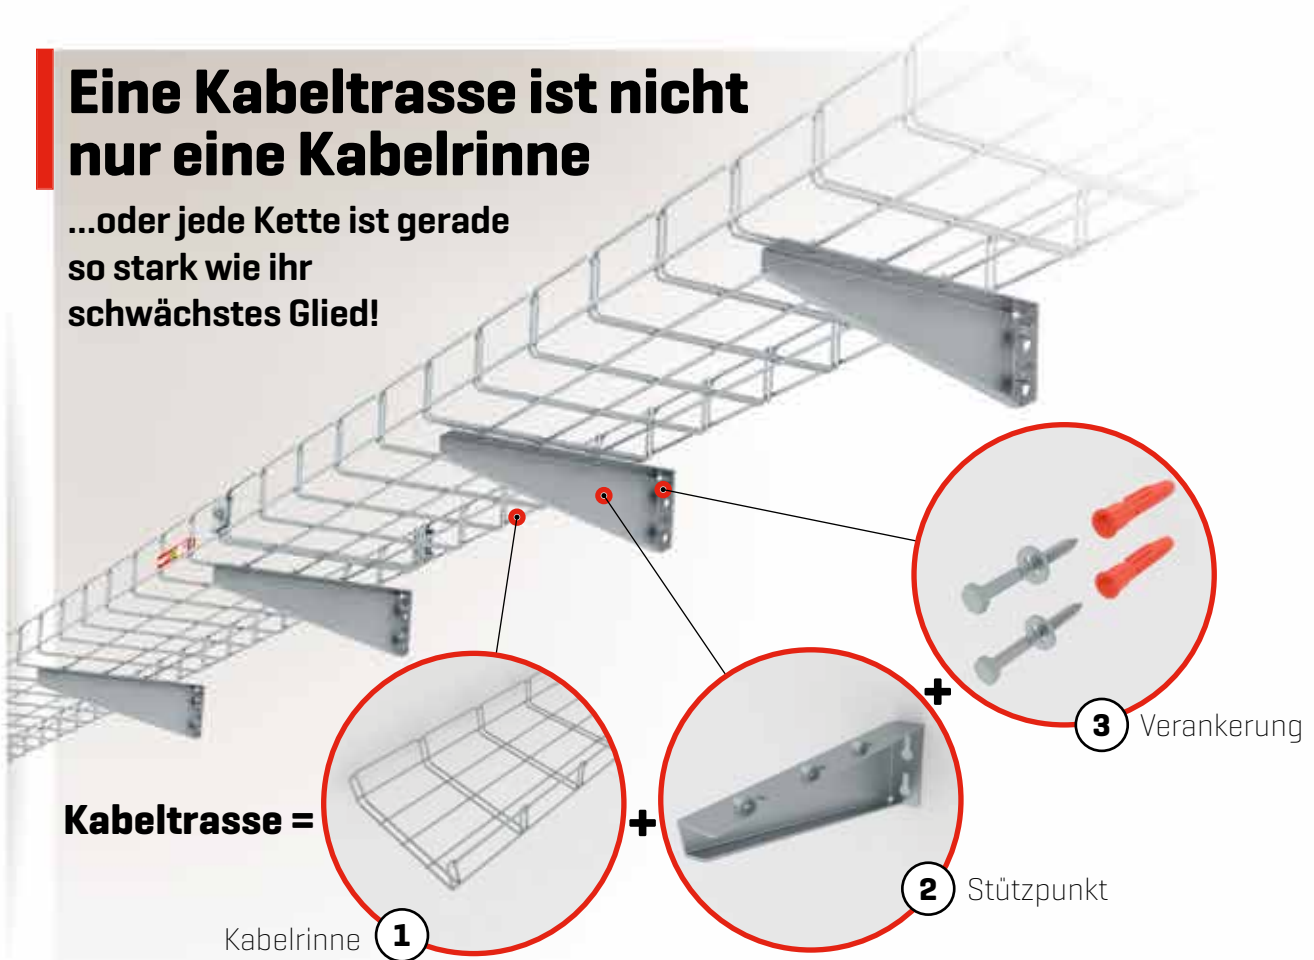 Eine Kabeltrasse ist nicht
nur eine Kabelrinne
...oder jede Kette ist gerade
so stark wie ihr
schwächstes Glied!
+
3 Verankerung
Kabeltrasse =
+
2 Stützpunkt
Kabelrinne 1